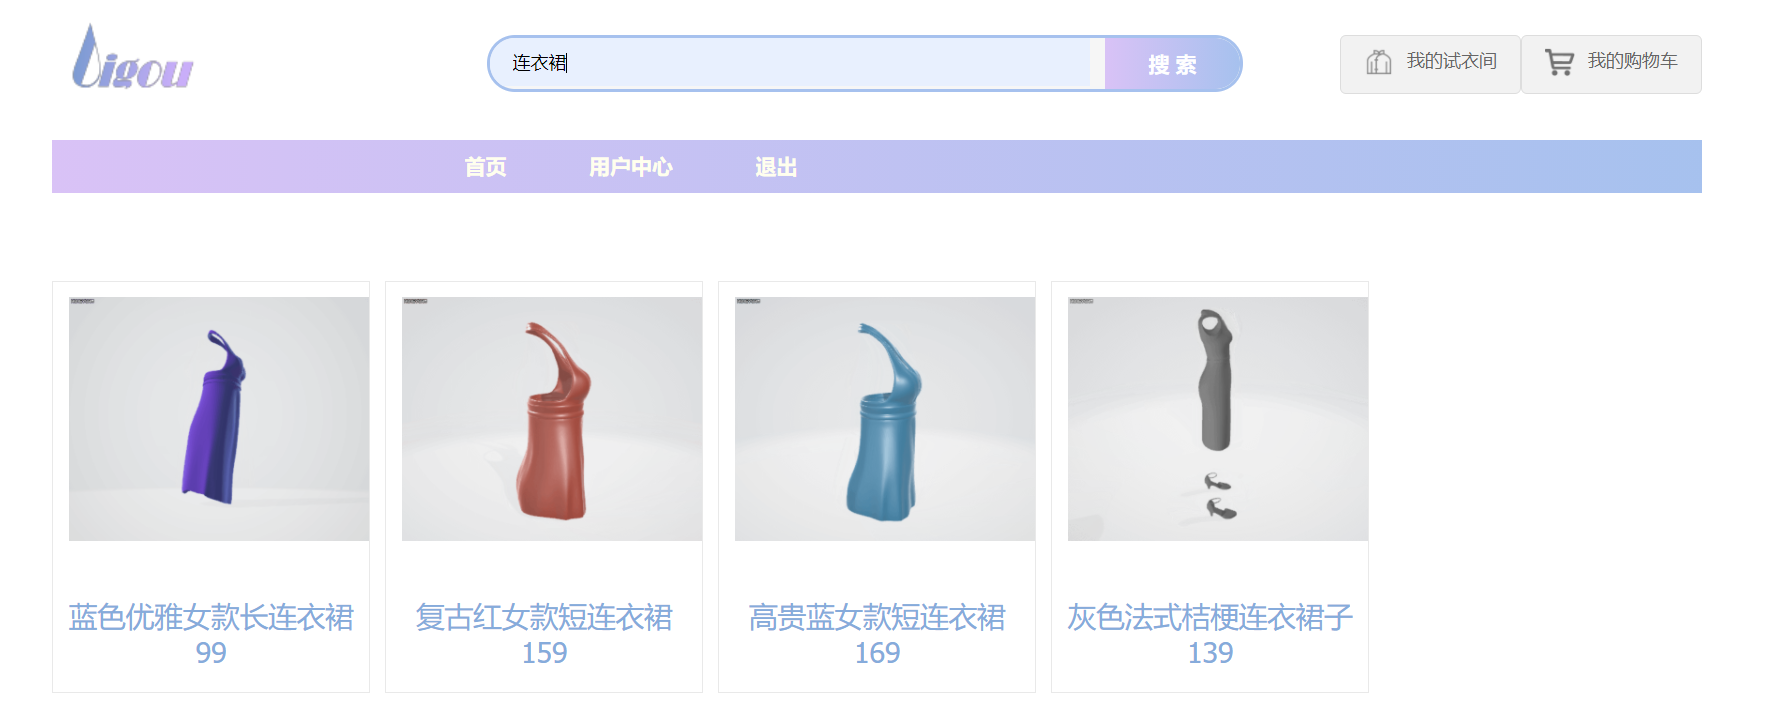 igou
连衣裙
搜 索
我的试衣间
我的购物车
首页
用户中心
退出
蓝色优雅女款长连衣裙
99
复古红女款短连衣裙
159
高贵蓝女款短连衣裙
169
灰色法式桔梗连衣裙子
139